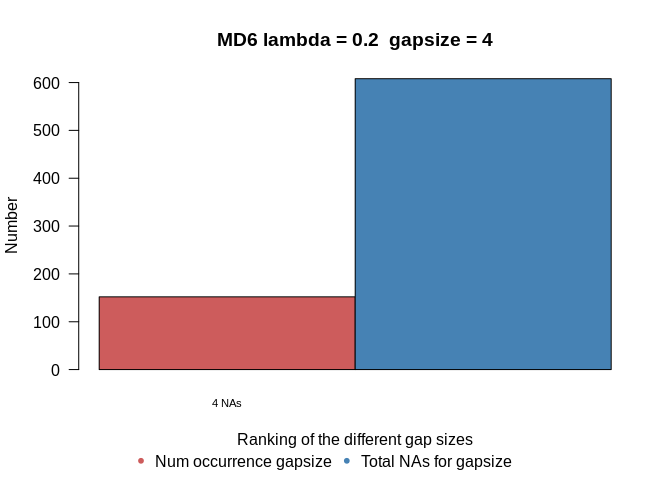 MD6 lambda = 0.2  gapsize = 4
600
500
400
300
200
100
0
Number
4 NAs
Ranking of the different gap sizes
Num occurrence gapsize
Total NAs for gapsize